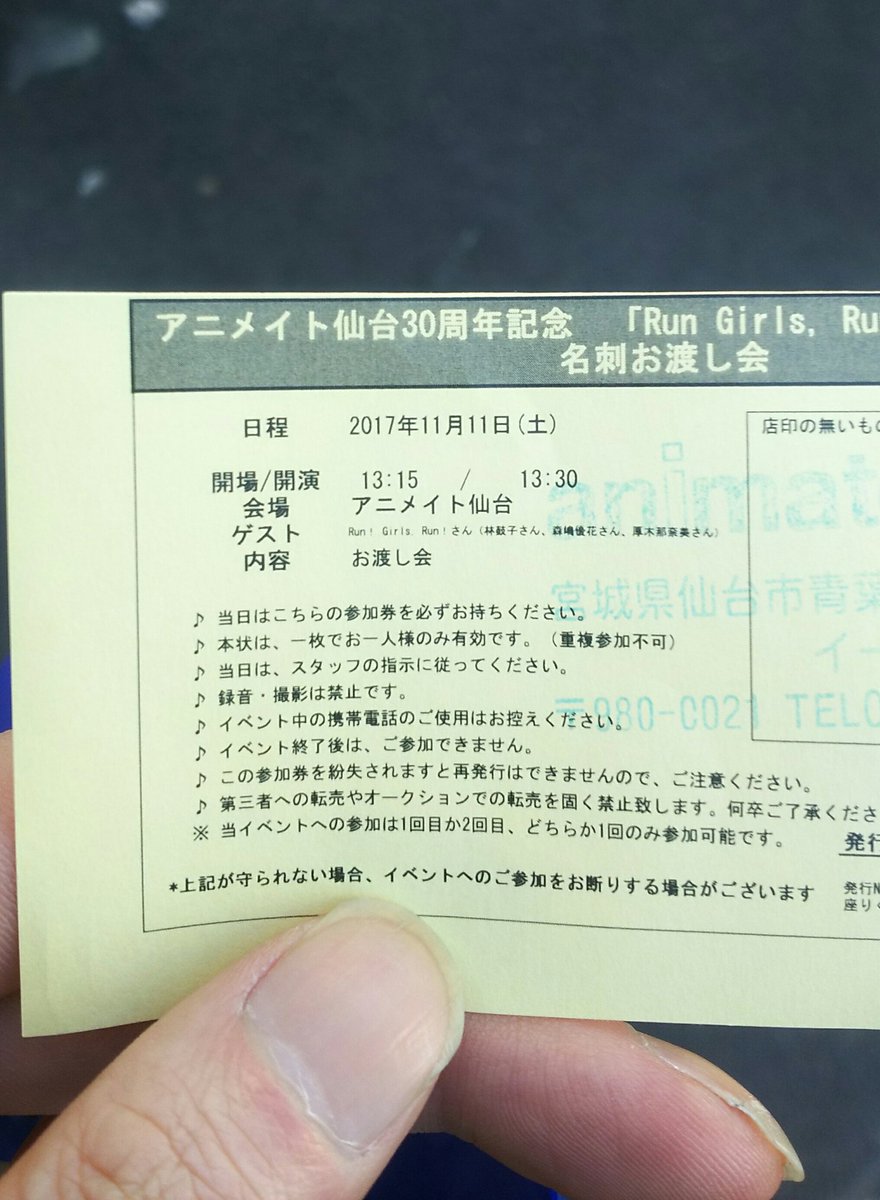 アニメイト仙台30周年記念 「Run Girls, Ru
名刺お渡し会
日程 2017年11月11日(土)
開場/開演 13:15 / 13:30
会場 アニメイト仙台
ゲスト Run! Girls, Run!さん(林鼓子さん、森嶋優花さん、厚木那奈美さん)
内容 お渡し会
店印の無いもの
animat
宮城県仙台市青葉
イー
〒980-0021 TEL0
♪ 当日はこちらの参加券を必ずお持ちください。
♪ 本状は、一枚でお一人様のみ有効です。(重複参加不可)
♪ 当日は、スタッフの指示に従ってください。
♪ 録音・撮影は禁止です。
♪ イベント中の携帯電話のご使用はお控えください。
♪ イベント終了後は、ご参加できません。
♪ この参加券を紛失されますと再発行はできませんので、ご注意ください。
♪ 第三者への転売やオークションでの転売を固く禁止致します。何卒ご了承くださ
※ 当イベントへの参加は1回目か2回目、どちらか1回のみ参加可能です。
発行
*上記が守られない場合、イベントへのご参加をお断りする場合がございます
発行N
座りく